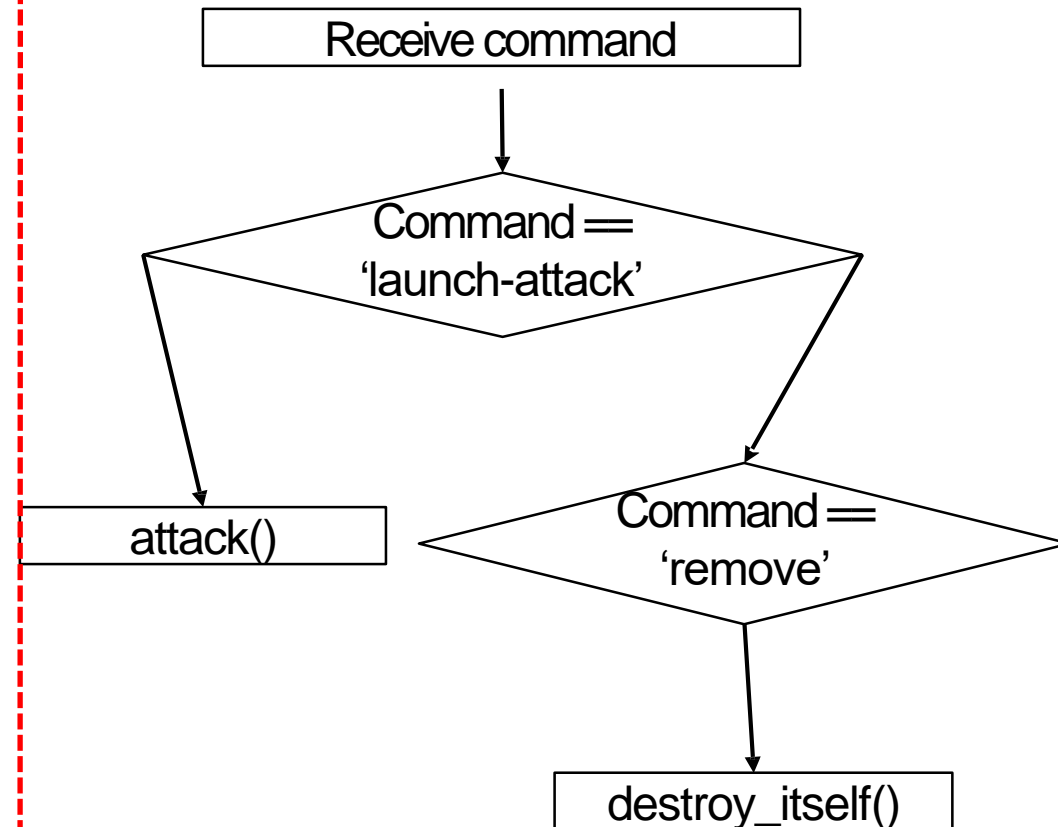 Receive command
Command ==
‘launch-attack’
attack()
Command ==
‘remove’
destroy_itself()